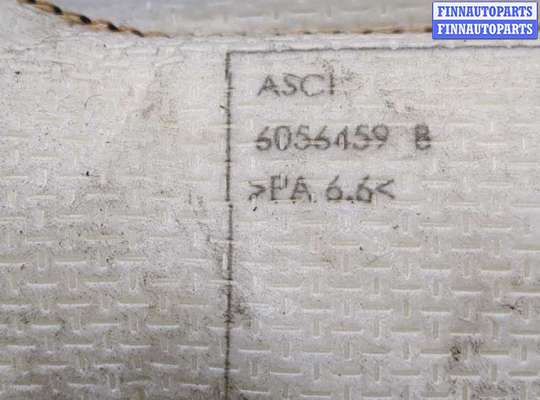 FINNAUTOPARTS
FINNAUTOPARTS
ASCI
6056459 B
>PA 6.6<